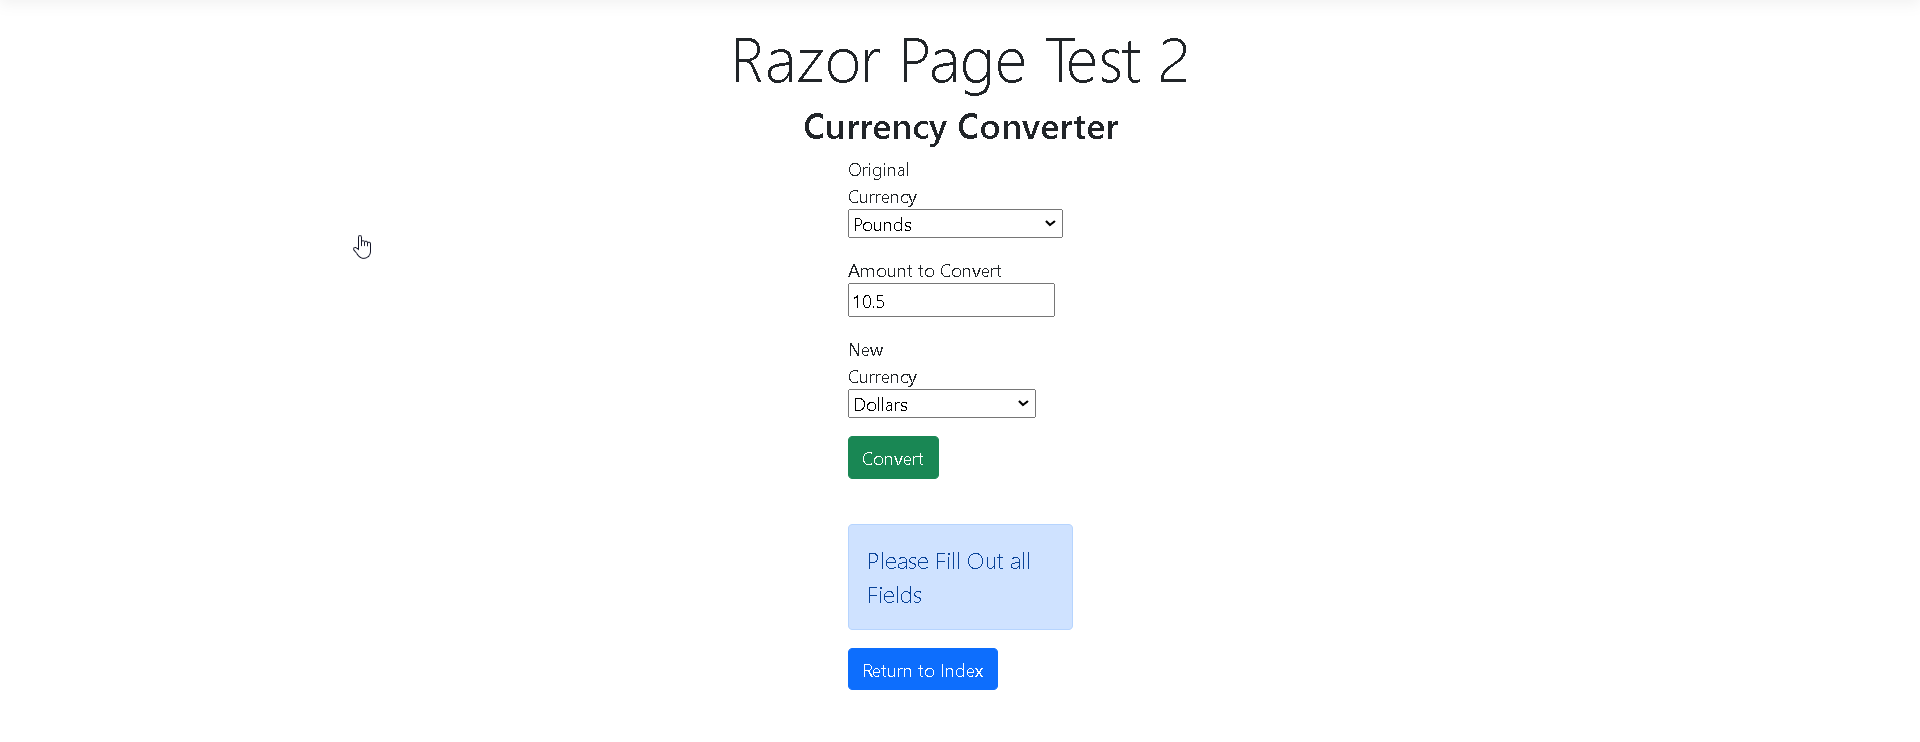 Razor Page Test 2
Currency Converter
Original
Currency
Pounds
Amount to Convert
10.5
New
Currency
Dollars
Convert
Please Fill Out all
Fields
Return to Index